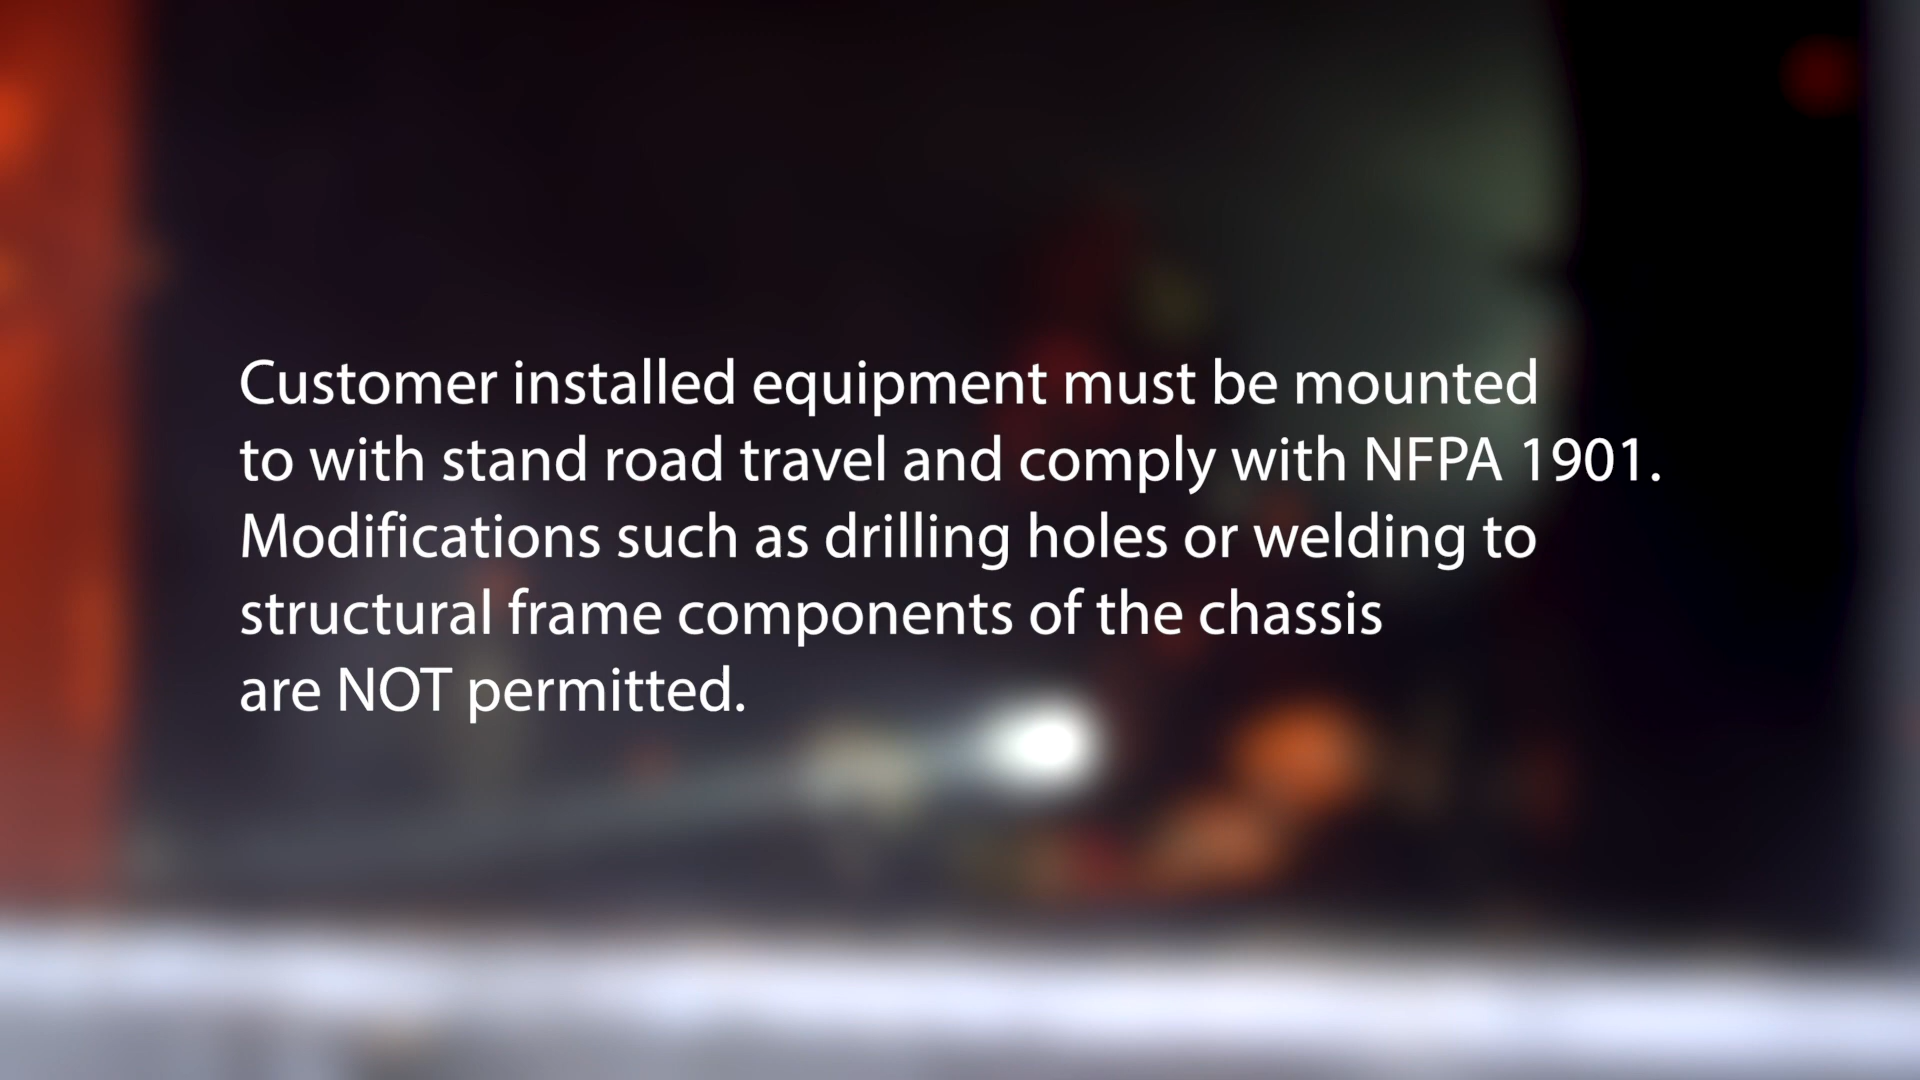 Customer installed equipment must be mounted
to with stand road travel and comply with NFPA 1901.
Modifications such as drilling holes or welding to
structural frame components of the chassis
are NOT permitted.